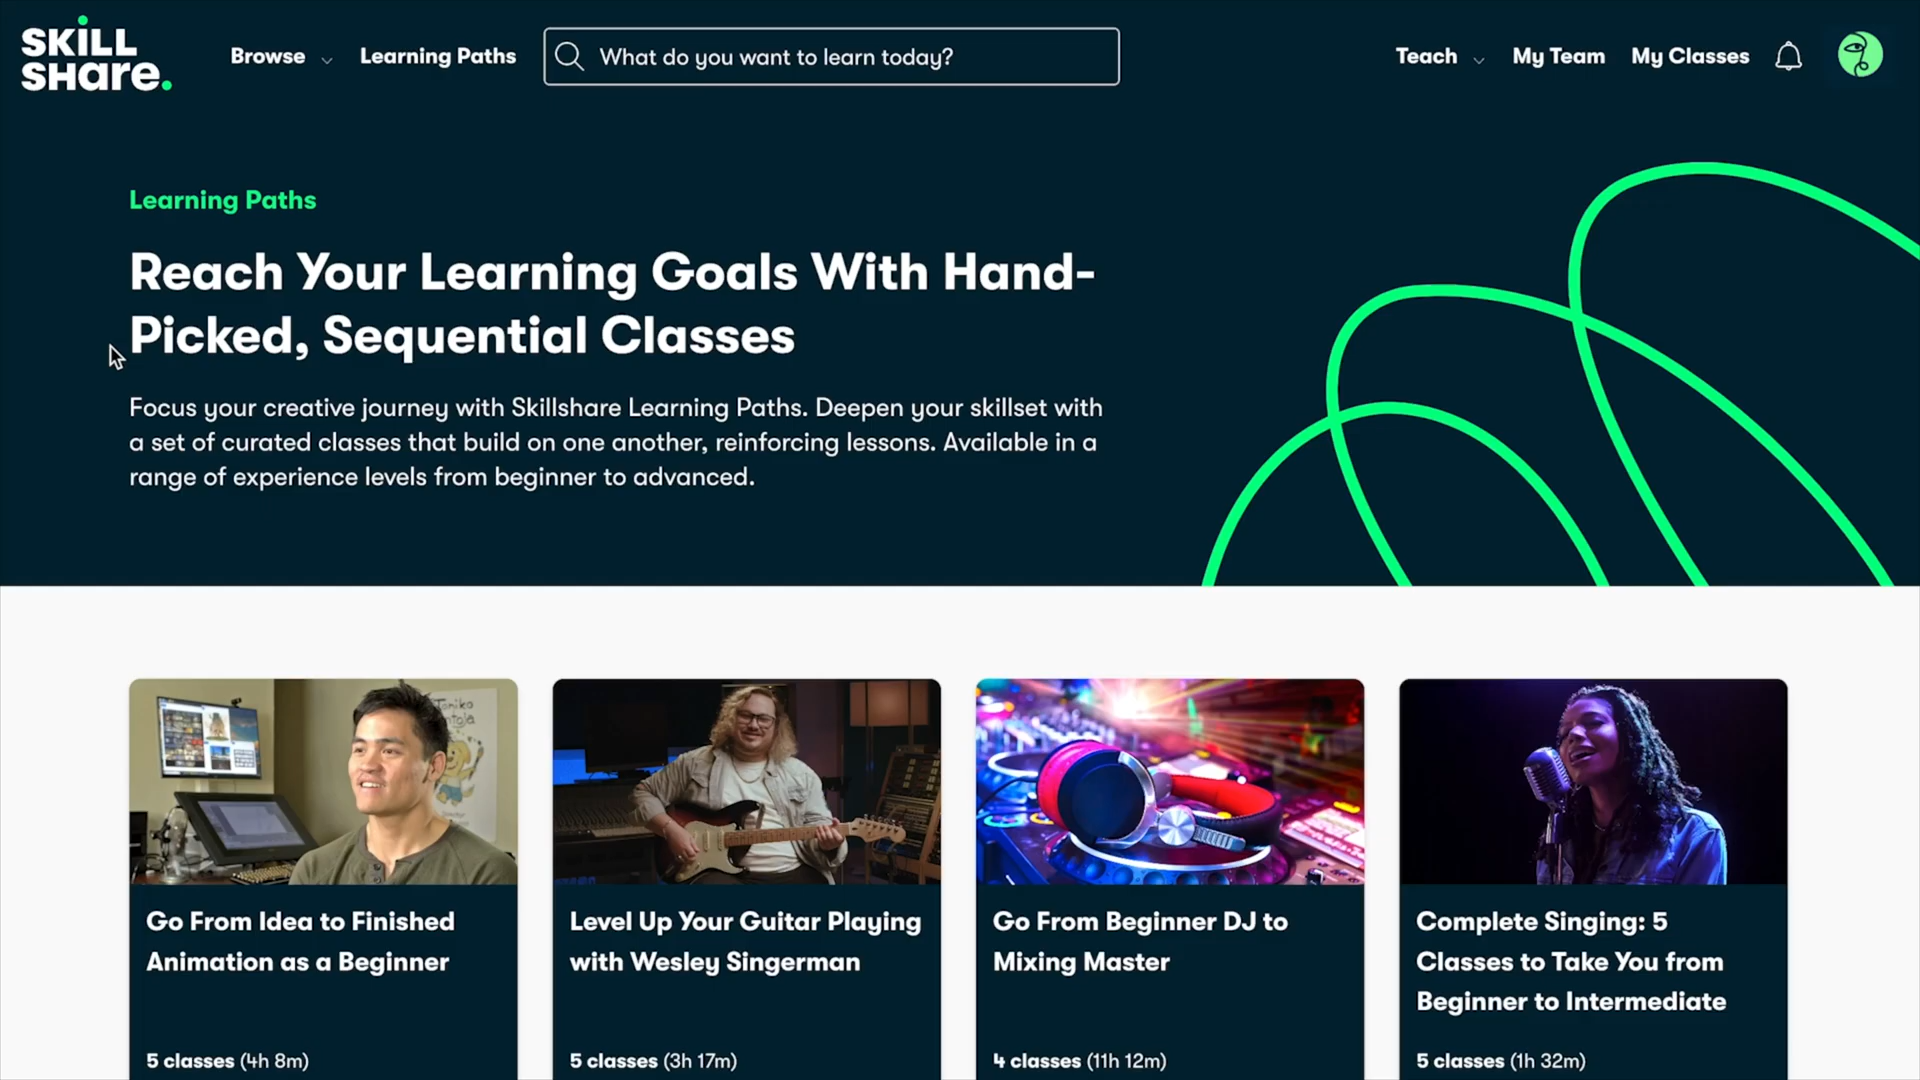 SKILL
SHare.
Browse
Learning Paths
What do you want to learn today?
Teach
My Team
My Classes
Learning Paths
Reach Your Learning Goals With Hand-
Picked, Sequential Classes
Focus your creative journey with Skillshare Learning Paths. Deepen your skillset with
a set of curated classes that build on one another, reinforcing lessons. Available in a
range of experience levels from beginner to advanced.
Go From Idea to Finished
Animation as a Beginner
5 classes (4h 8m)
Level Up Your Guitar Playing
with Wesley Singerman
5 classes (3h 17m)
Go From Beginner DJ to
Mixing Master
4 classes (11h 12m)
Complete Singing: 5
Classes to Take You from
Beginner to Intermediate
5 classes (1h 32m)